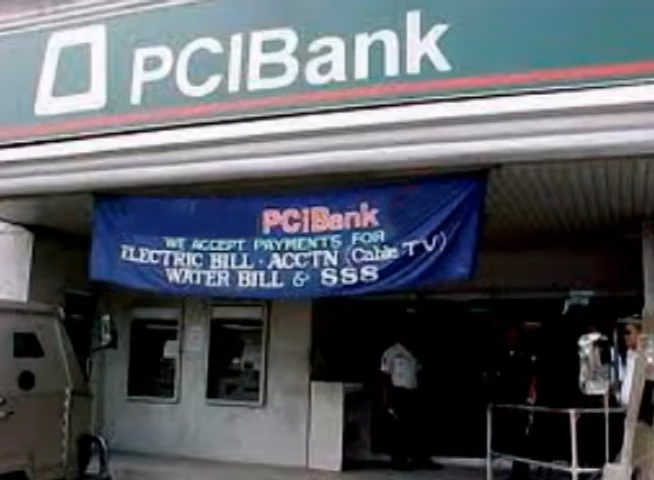 PCIBank
PCIBank
WE ACCEPT PAYMENTS FOR
ELECTRIC BILL · ACCTN (Cable TV)
WATER BILL & SSS